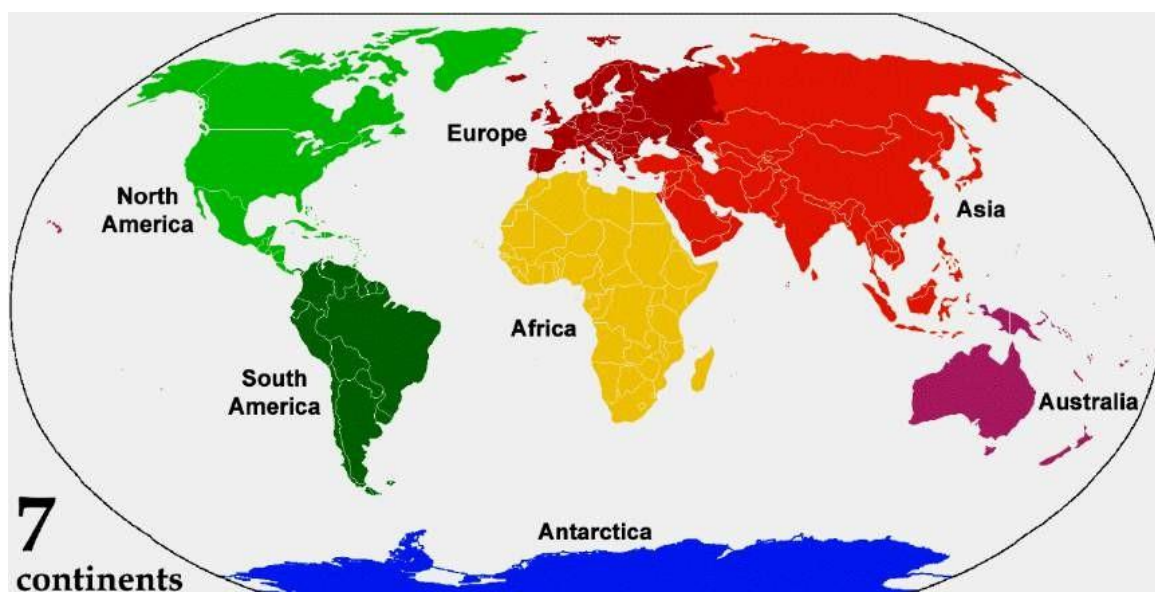 Europe
North
America
Asia
Africa
South
America
Australia
Antarctica
7
continents